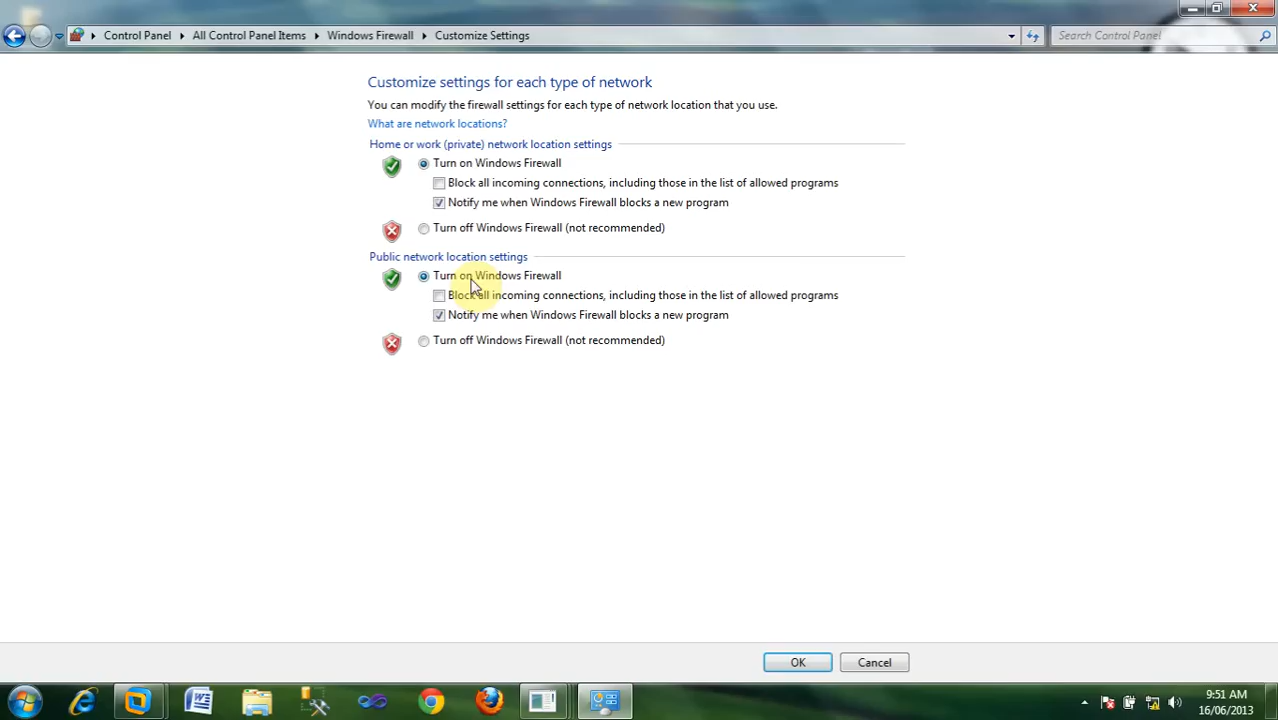 Control Panel All Control Panel Items Windows Firewall Customize Settings Search Control Panel
Customize settings for each type of network
You can modify the firewall settings for each type of network location that you use.
What are network locations?
Home or work (private) network location settings
Turn on Windows Firewall
Block all incoming connections, including those in the list of allowed programs
Notify me when Windows Firewall blocks a new program
Turn off Windows Firewall (not recommended)
Public network location settings
Turn on Windows Firewall
Block all incoming connections, including those in the list of allowed programs
Notify me when Windows Firewall blocks a new program
Turn off Windows Firewall (not recommended)
OK Cancel
9:51 AM
16/06/2013